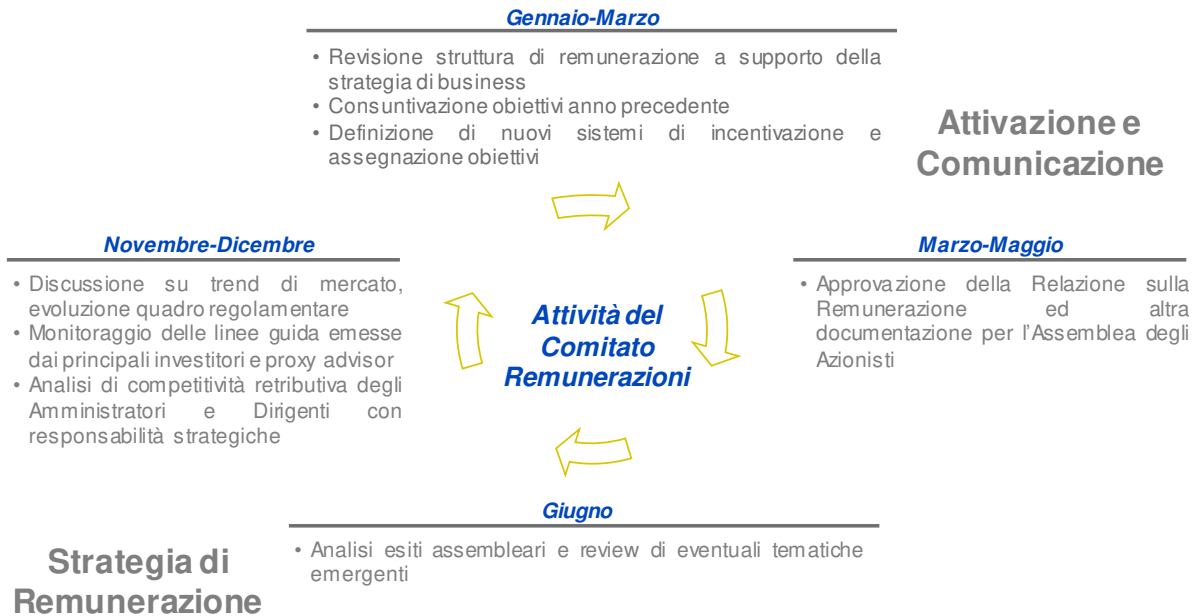 Gennaio-Marzo
• Revisione struttura di remunerazione a supporto della
strategia di business
• Consuntivazione obiettivi anno precedente
• Definizione di nuovi sistemi di incentivazione e
assegnazione obiettivi
Attivazione e
Comunicazione
Novembre-Dicembre
• Discussione su trend di mercato,
evoluzione quadro regolamentare
• Monitoraggio delle linee guida emesse
dai principali investitori e proxy advisor
• Analisi di competitività retributiva degli
Amministratori e Dirigenti con
responsabilità strategiche
Attività del
Comitato
Remunerazioni
Marzo-Maggio
• Approvazione della Relazione sulla
Remunerazione ed altra
documentazione per l'Assemblea degli
Azionisti
Giugno
• Analisi esiti assembleari e review di eventuali tematiche
emergenti
Strategia di
Remunerazione